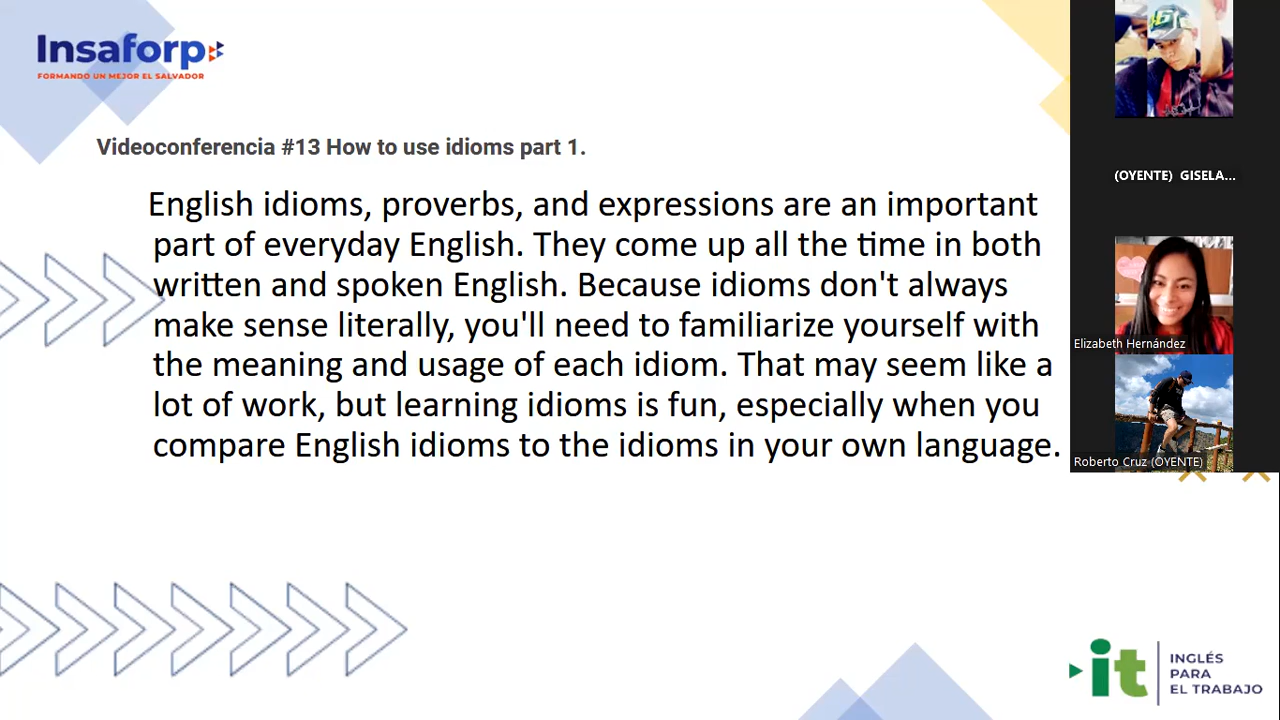 Insaforp
FORMANDO UN MEJOR EL SALVADOR
Videoconferencia #13 How to use idioms part 1.
English idioms, proverbs, and expressions are an important
part of everyday English. They come up all the time in both
written and spoken English. Because idioms don't always
make sense literally, you'll need to familiarize yourself with
the meaning and usage of each idiom. That may seem like a
lot of work, but learning idioms is fun, especially when you
compare English idioms to the idioms in your own language.
(OYENTE) GISELA...
Elizabeth Hernández
Roberto Cruz (OYENTE)
it
INGLÉS
PARA
EL TRABAJO